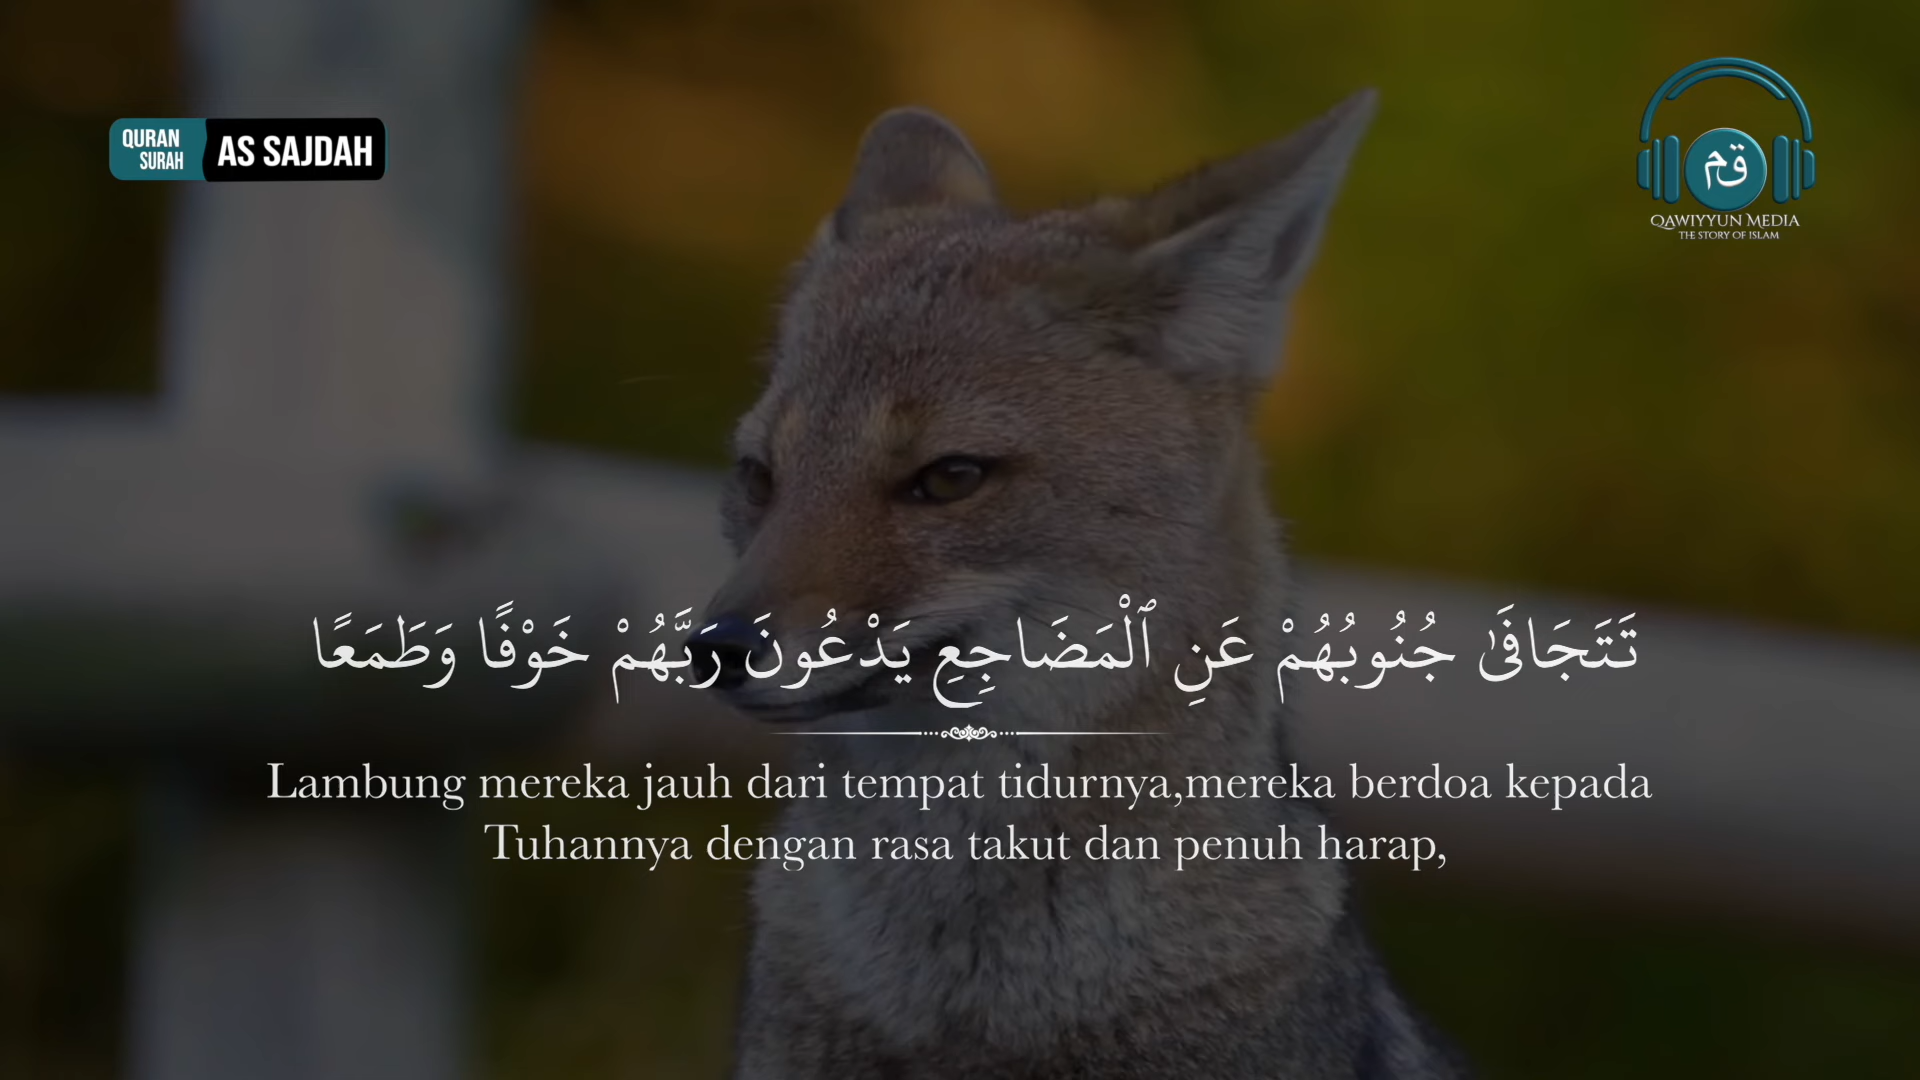 QURAN
SURAH
AS SAJDAH
قم
QAWIYYUN MEDIA
THE STORY OF ISLAM
تَتَجَافَىٰ جُنُوبُهُمْ عَنِ ٱلْمَضَاجِعِ يَدْعُونَ رَبَّهُمْ خَوْفًا وَطَمَعًا
Lambung mereka jauh dari tempat tidurnya,mereka berdoa kepada
Tuhannya dengan rasa takut dan penuh harap,